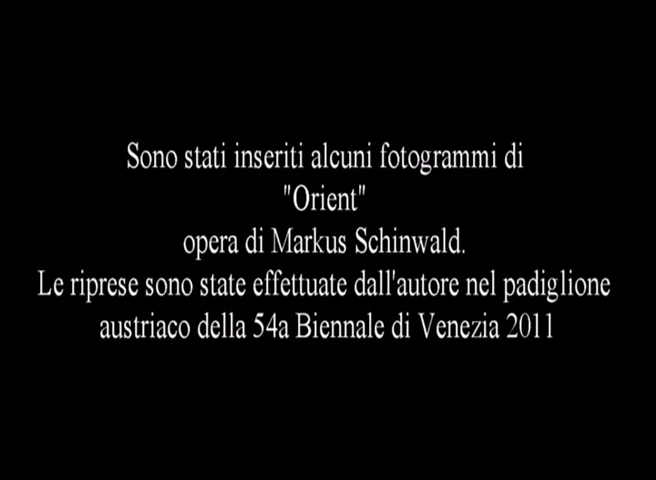 Sono stati inseriti alcuni fotogrammi di
"Orient"
opera di Markus Schinwald.
Le riprese sono state effettuate dall'autore nel padiglione
austriaco della 54a Biennale di Venezia 2011